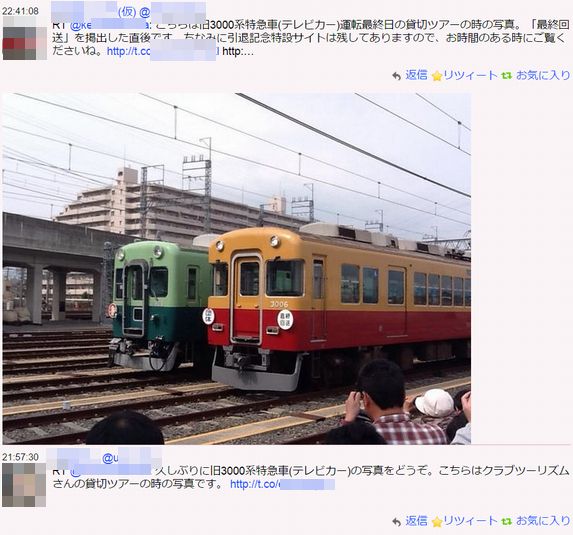 22:41:08 (仮) @
RT @ke : こちらは旧3000系特急車(テレビカー)運転最終日の貸切ツアーの時の写真。「最終回
送」を掲出した直後です。ちなみに引退記念特設サイトは残してありますので、お時間のある時にご覧く
ださいね。http://t.co/ http:...
返信 リツィート お気に入り
3006
最終
回送
21:57:30 @u
RT @ : 久しぶりに旧3000系特急車(テレビカー)の写真をどうぞ。こちらはクラブツーリズム
さんの貸切ツアーの時の写真です。 http://t.co/
返信 リツィート お気に入り